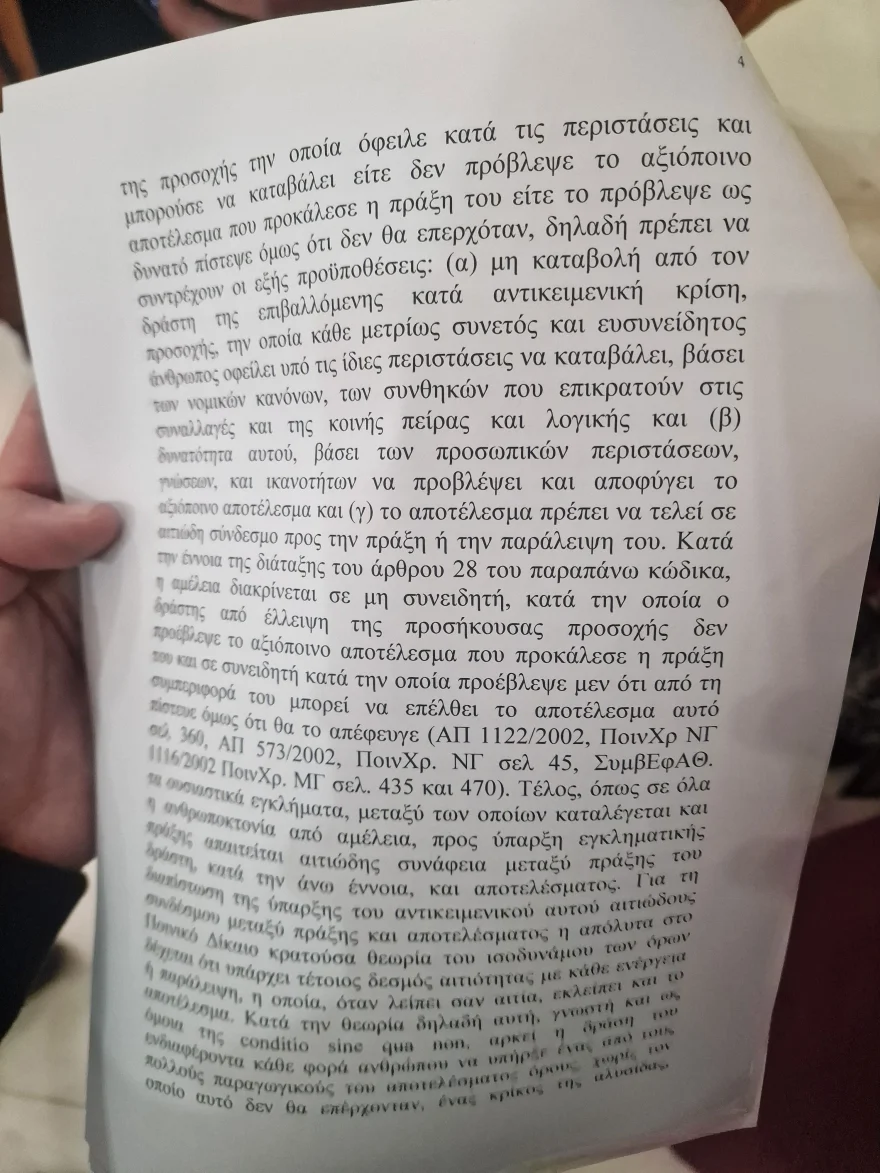 4
της προσοχής την οποία όφειλε κατά τις περιστάσεις και
μπορούσε να καταβάλει είτε δεν πρόβλεψε το αξιόποινο
αποτέλεσμα που προκάλεσε η πράξη του είτε το πρόβλεψε ως
δυνατό πίστεψε όμως ότι δεν θα επερχόταν, δηλαδή πρέπει να
συντρέχουν οι εξής προϋποθέσεις: (α) μη καταβολή από τον
δράστη της επιβαλλόμενης κατά αντικειμενική κρίση,
προσοχής, την οποία κάθε μετρίως συνετός και ευσυνείδητος
άνθρωπος οφείλει υπό τις ίδιες περιστάσεις να καταβάλει, βάσει
των νομικών κανόνων, των συνθηκών που επικρατούν στις
συναλλαγές και της κοινής πείρας και λογικής και (β)
δυνατότητα αυτού, βάσει των προσωπικών περιστάσεων,
γνώσεων, και ικανοτήτων να προβλέψει και αποφύγει το
αξιόποινο αποτέλεσμα και (γ) το αποτέλεσμα πρέπει να τελεί σε
αιτιώδη σύνδεσμο προς την πράξη ή την παράλειψη του. Κατά
την έννοια της διάταξης του άρθρου 28 του παραπάνω κώδικα,
η αμέλεια διακρίνεται σε μη συνειδητή, κατά την οποία ο
δράστης από έλλειψη της προσήκουσας προσοχής δεν
προέβλεψε το αξιόποινο αποτέλεσμα που προκάλεσε η πράξη
του και σε συνειδητή κατά την οποία προέβλεψε μεν ότι από τη
συμπεριφορά του μπορεί να επέλθει το αποτέλεσμα αυτό
πίστευε όμως ότι θα το απέφευγε (ΑΠ 1122/2002, ΠοινΧρ ΝΓ
σελ, 360, ΑΠ 573/2002, ΠοινΧρ. ΝΓ σελ 45, ΣυμβΕφΑΘ.
1116/2002 ΠοινΧρ. ΜΓ σελ. 435 και 470). Τέλος, όπως σε όλα
τα ουσιαστικά εγκλήματα, μεταξύ των οποίων καταλέγεται και
η ανθρωποκτονία από αμέλεια, προς ύπαρξη εγκληματικής
πράξης απαιτείται αιτιώδης συνάφεια μεταξύ πράξης του
δράστη, κατά την άνω έννοια, και αποτελέσματος. Για τη
διαπίστωση της ύπαρξης του αντικειμενικού αυτού αιτιώδους
συνδέσμου μεταξύ πράξης και αποτελέσματος η απόλυτα στο
Ποινικό Δίκαιο κρατούσα θεωρία του ισοδυνάμου των όρων
δέχεται ότι υπάρχει τέτοιος δεσμός αιτιότητας με κάθε ενέργεια
ή παράλειψη, η οποία, όταν λείπει σαν αιτία, εκλείπει και το
αποτέλεσμα. Κατά την θεωρία δηλαδή αυτή, γνωστή και ως
όμοια της conditio sine qua non, αρκεί η δράση του
ενδιαφέροντα κάθε φορά ανθρώπου να υπήρξε ένας από τους
πολλούς παραγωγικούς του αποτελέσματος όρους χωρίς τον
οποίο αυτό δεν θα επέρχονταν, ένας κρίκος της αλυσίδας,